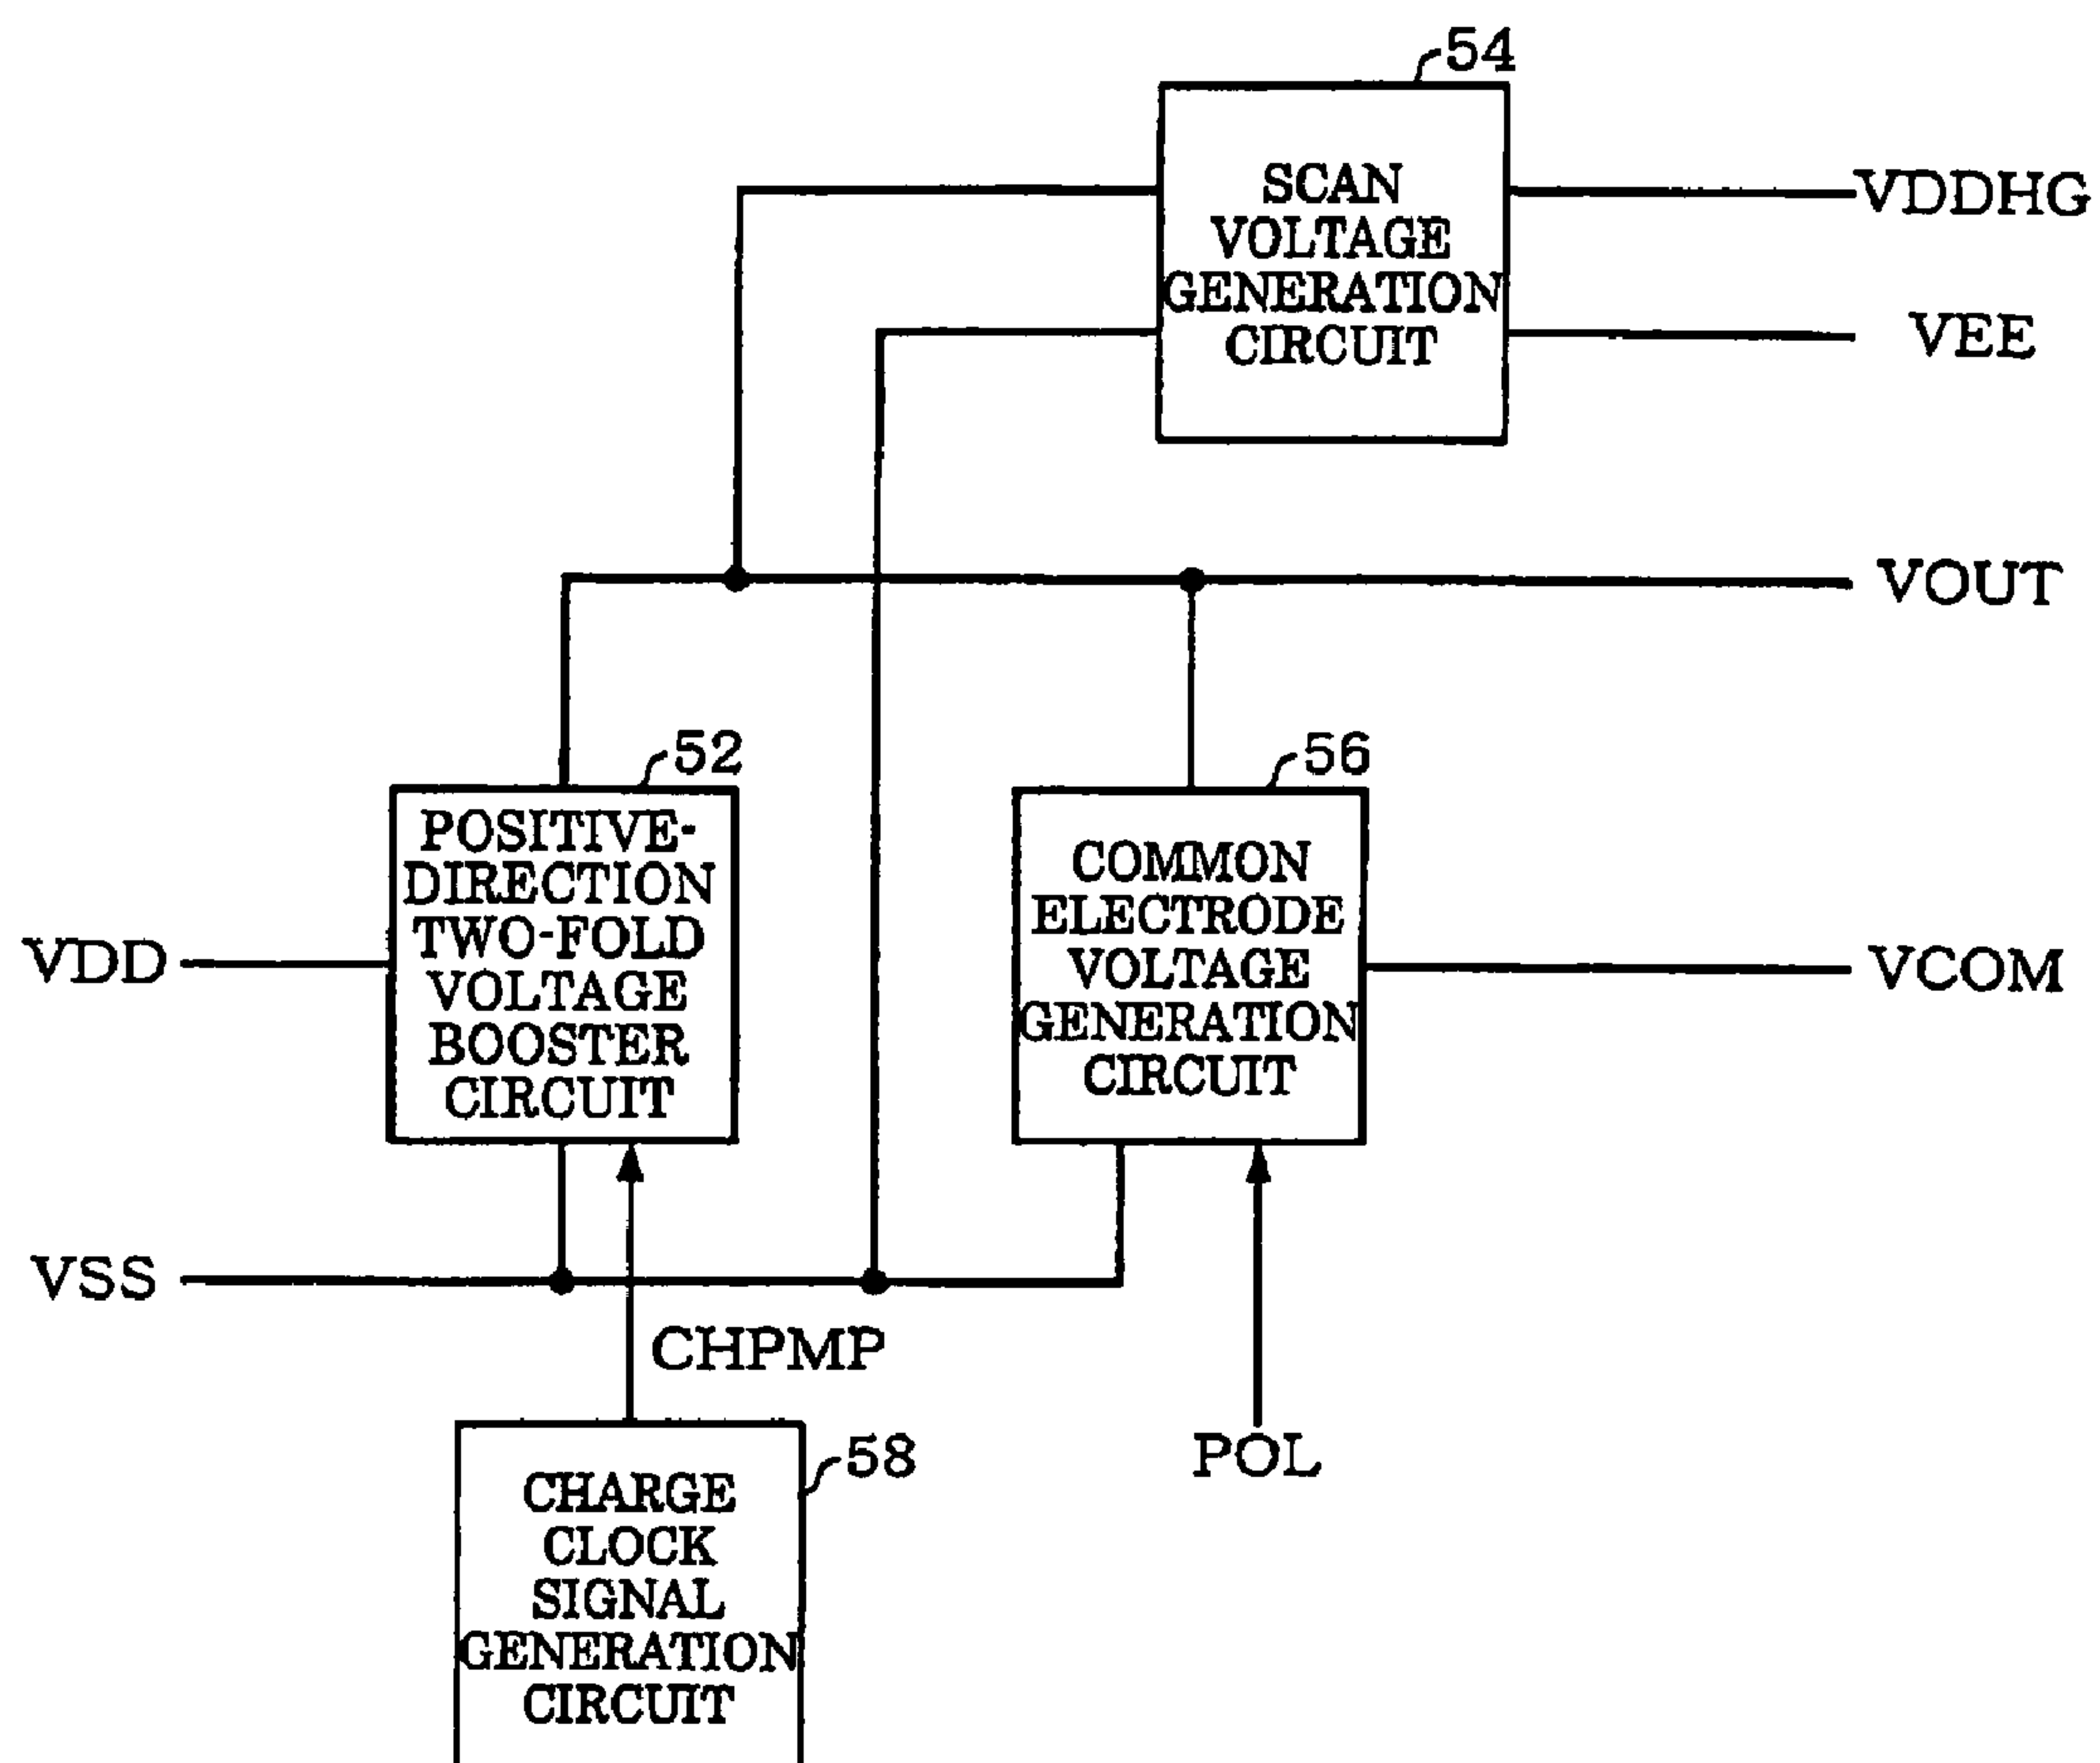 54
SCAN
VOLTAGE
GENERATION
CIRCUIT
VDDHG
VEE
VOUT
52
POSITIVE-
DIRECTION
TWO-FOLD
VOLTAGE
BOOSTER
CIRCUIT
56
COMMON
ELECTRODE
VOLTAGE
GENERATION
CIRCUIT
VDD
VCOM
VSS
CHPMP
POL
58
CHARGE
CLOCK
SIGNAL
GENERATION
CIRCUIT